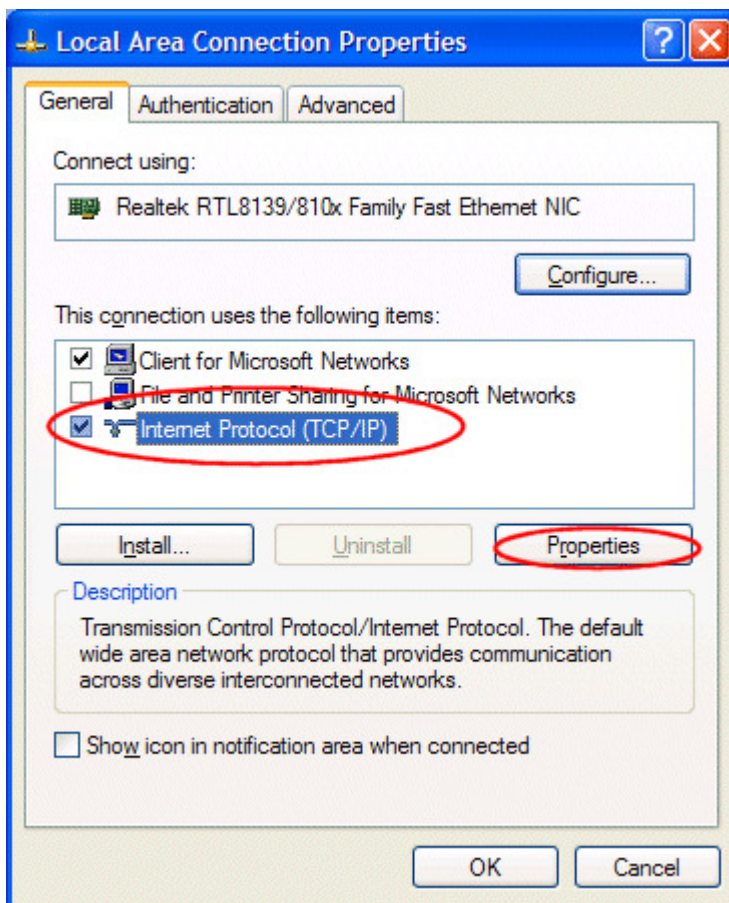 Local Area Connection Properties
General Authentication Advanced
Connect using:
Realtek RTL8139/810x Family Fast Ethernet NIC
Configure...
This connection uses the following items:
Client for Microsoft Networks
File and Printer Sharing for Microsoft Networks
Internet Protocol (TCP/IP)
Install... Uninstall Properties
Description
Transmission Control Protocol/Internet Protocol. The default
wide area network protocol that provides communication
across diverse interconnected networks.
Show icon in notification area when connected
OK Cancel